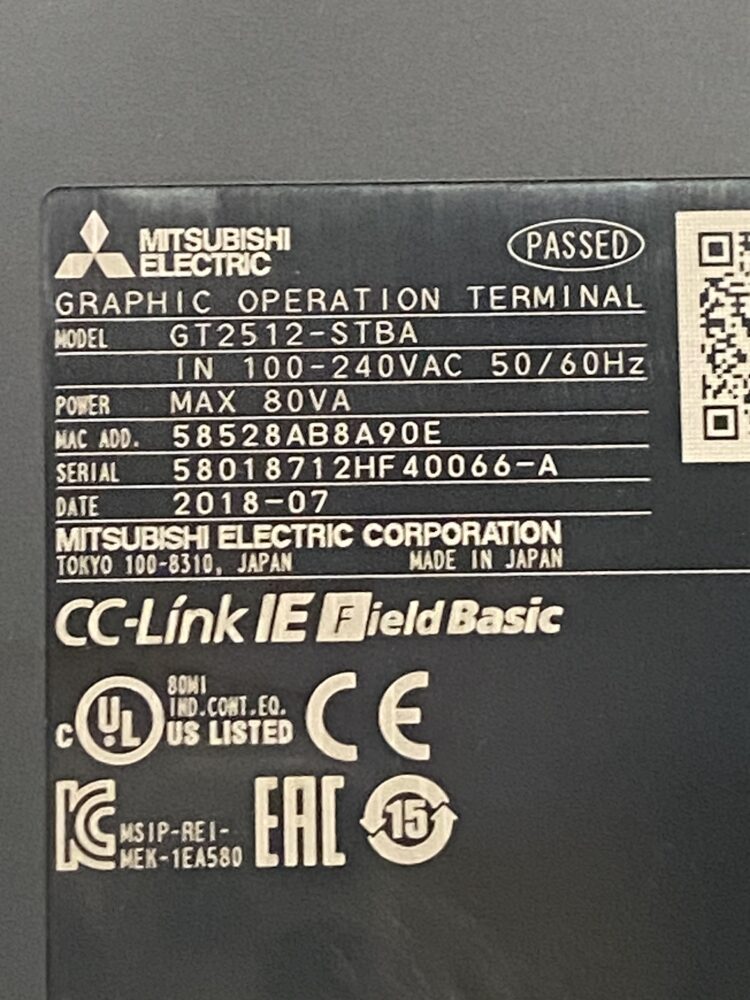 MITSUBISHI
ELECTRIC
PASSED
GRAPHIC OPERATION TERMINAL
MODEL GT2512-STBA
IN 100-240VAC 50/60Hz
POWER MAX 80VA
MAC ADD. 58528AB8A90E
SERIAL 58018712HF40066-A
DATE 2018-07
MITSUBISHI ELECTRIC CORPORATION
TOKYO 100-8310, JAPAN MADE IN JAPAN
CC-Link IE Field Basic
C UL US LISTED
80M1
IND.CONT.EQ.
CE
KC MSIP-REI-
MEK-1EA580
EAC
15